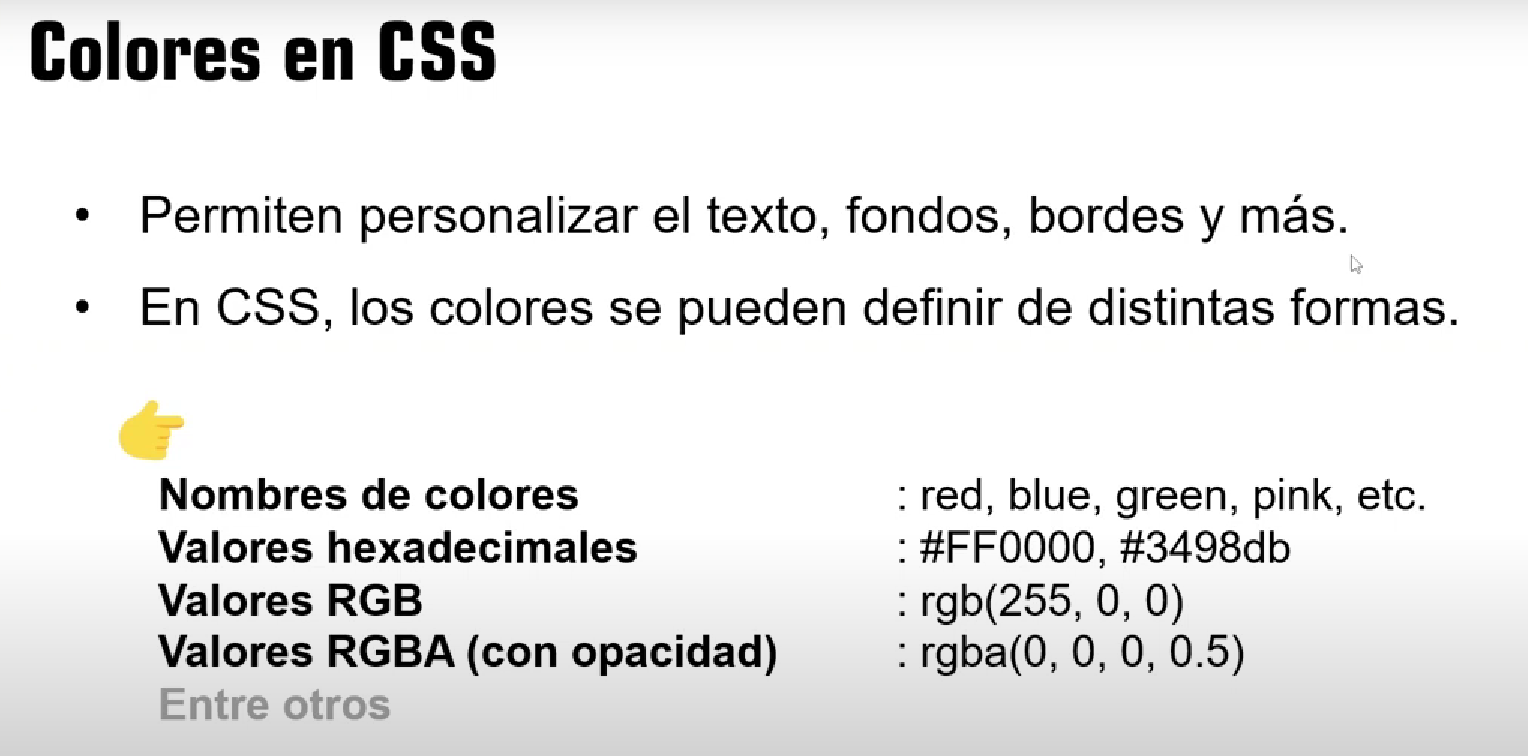 Colores en CSS
• Permiten personalizar el texto, fondos, bordes y más.
• En CSS, los colores se pueden definir de distintas formas.
Nombres de colores : red, blue, green, pink, etc.
Valores hexadecimales : #FF0000, #3498db
Valores RGB : rgb(255, 0, 0)
Valores RGBA (con opacidad) : rgba(0, 0, 0, 0.5)
Entre otros